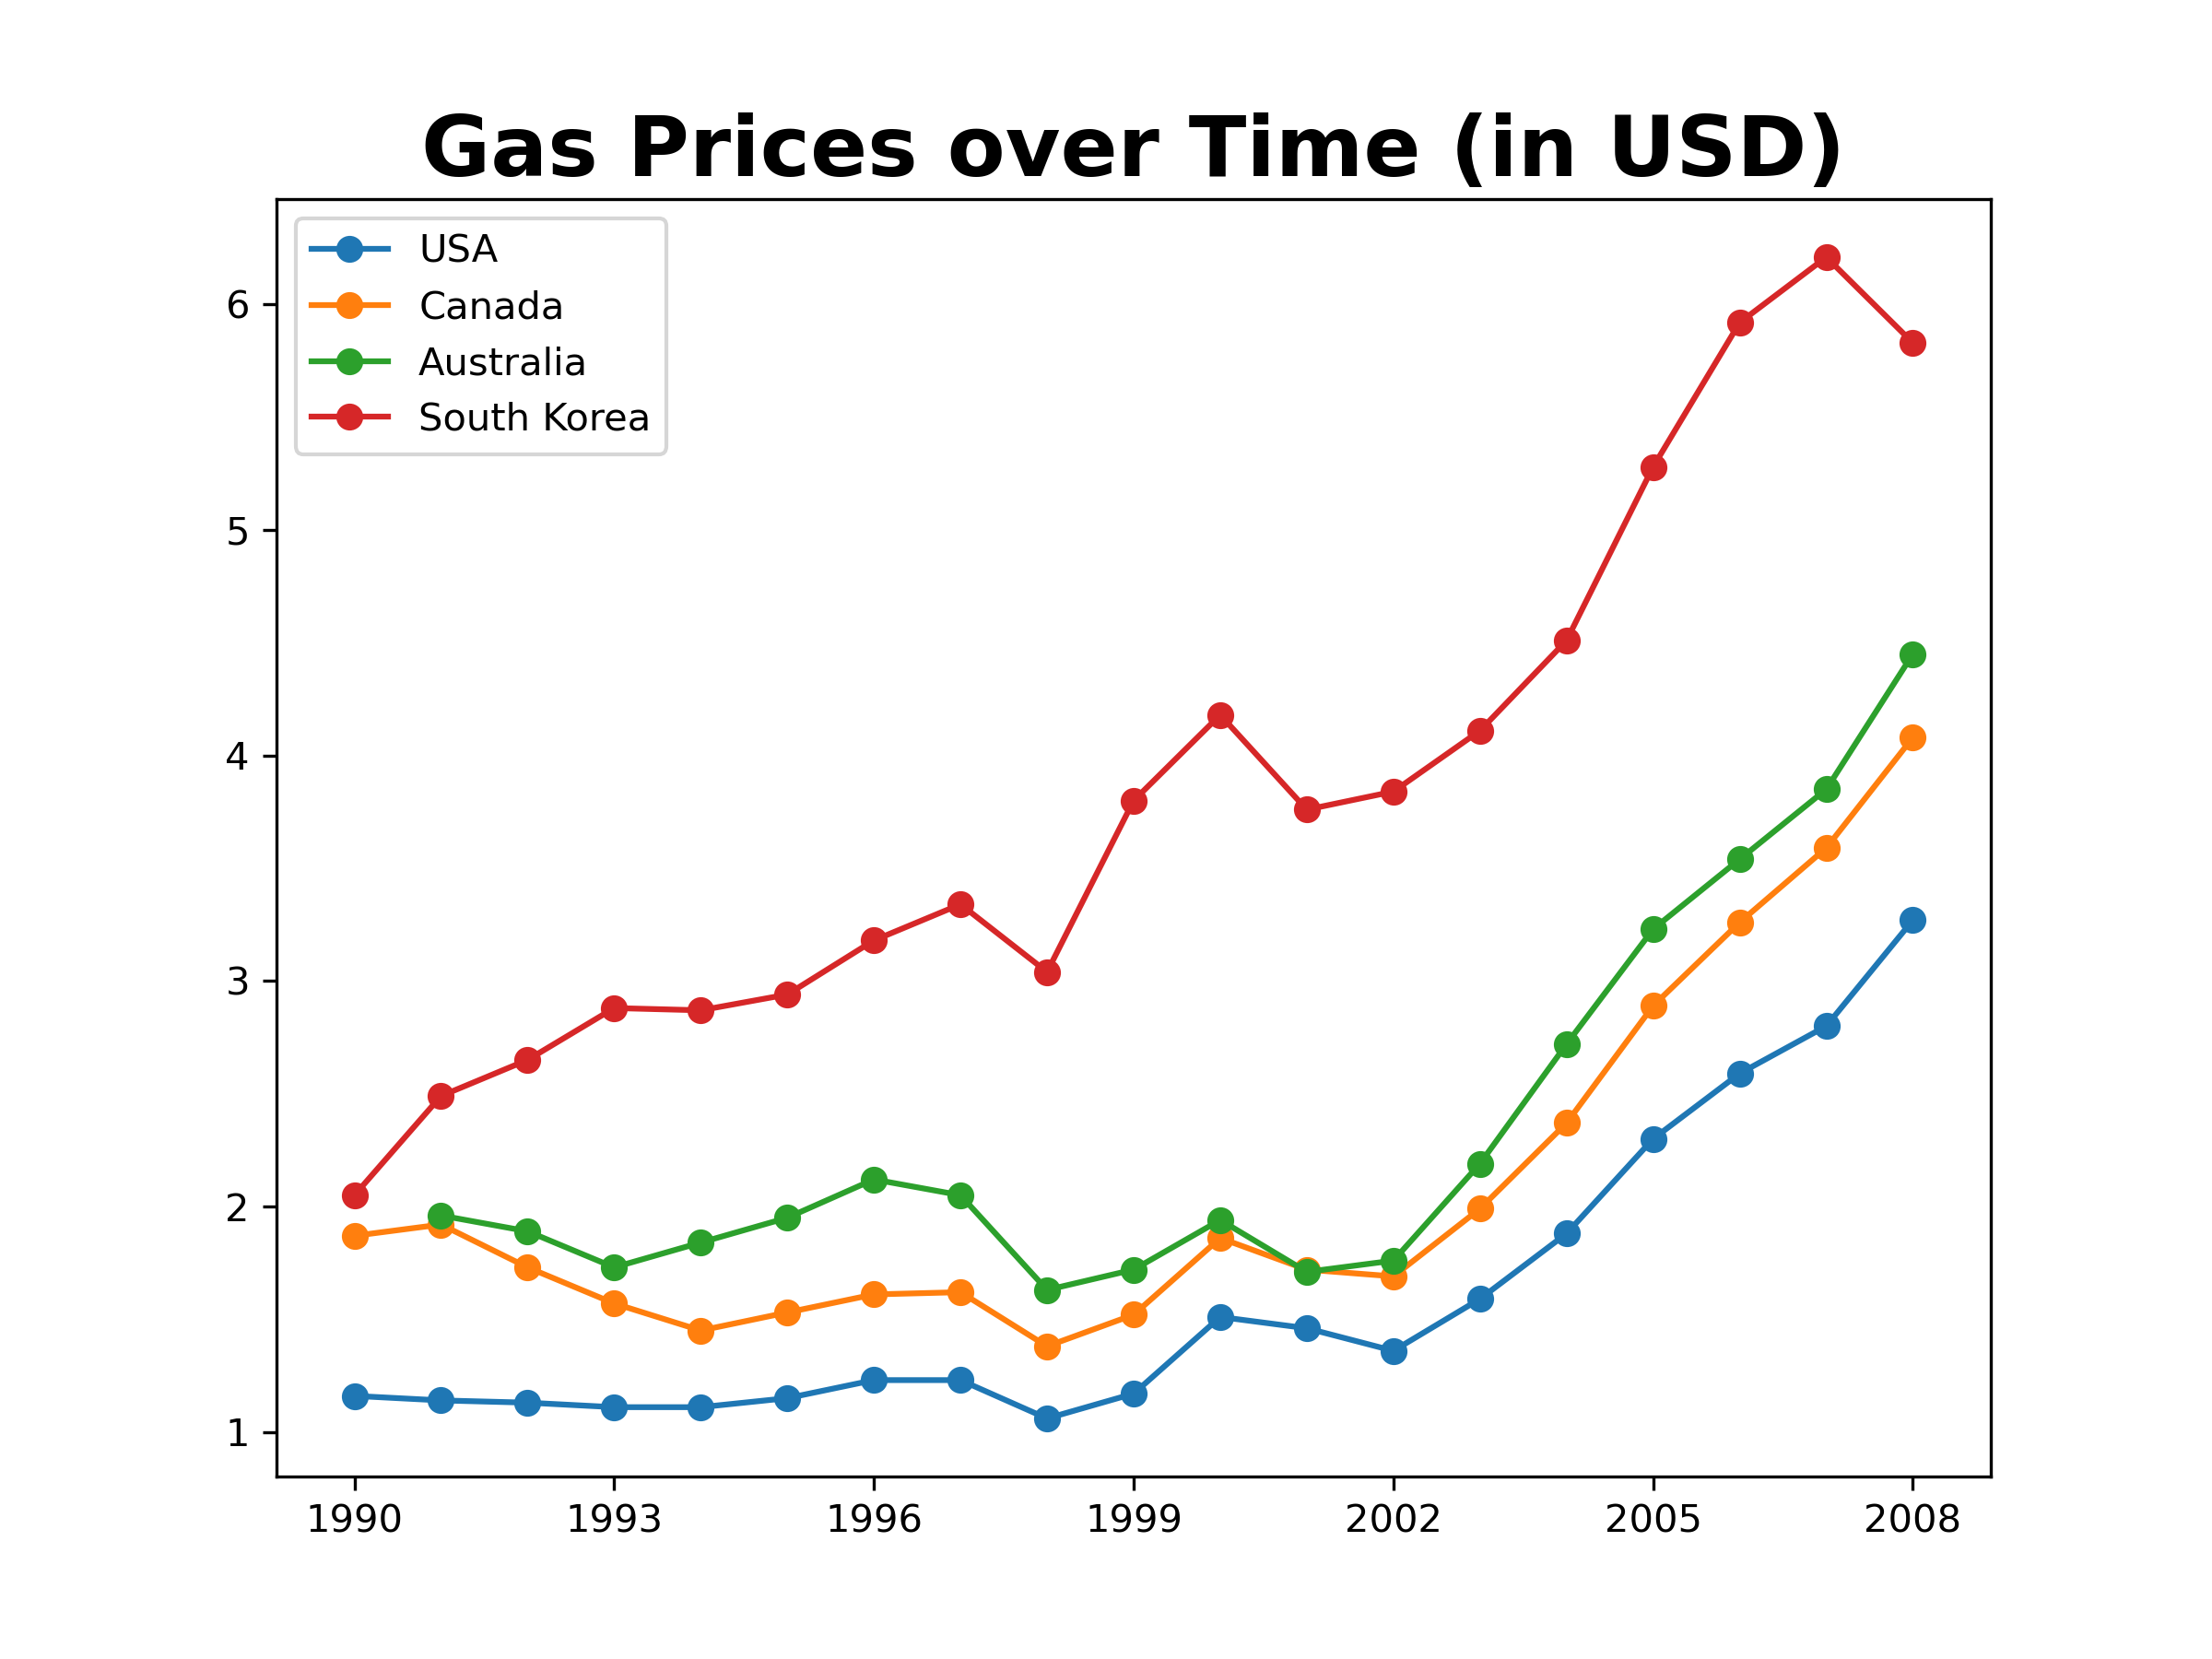 Gas Prices over Time (in USD)
USA
Canada
Australia
South Korea
6
5
4
3
2
1
1990 1993 1996 1999 2002 2005 2008